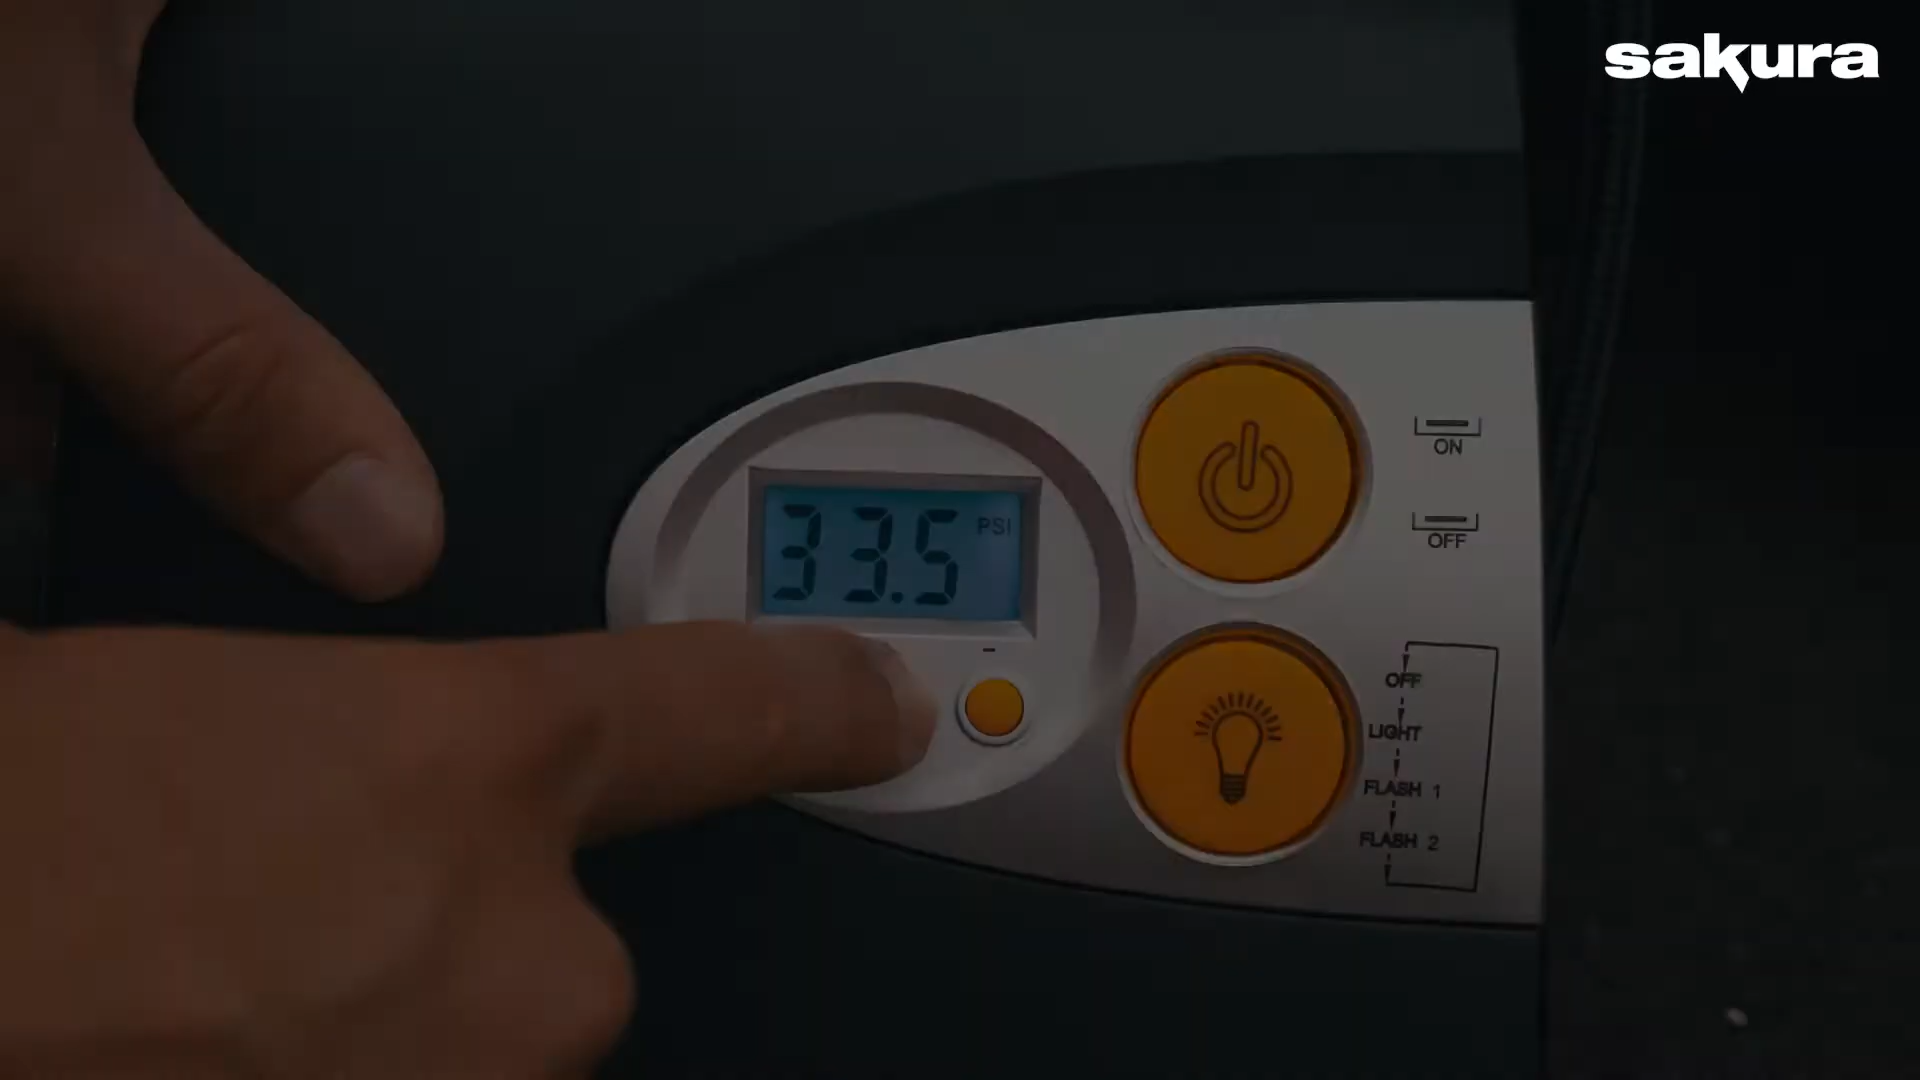 sakura
ON
OFF
33.5 PSI
-
OFF
LIGHT
FLASH 1
FLASH 2